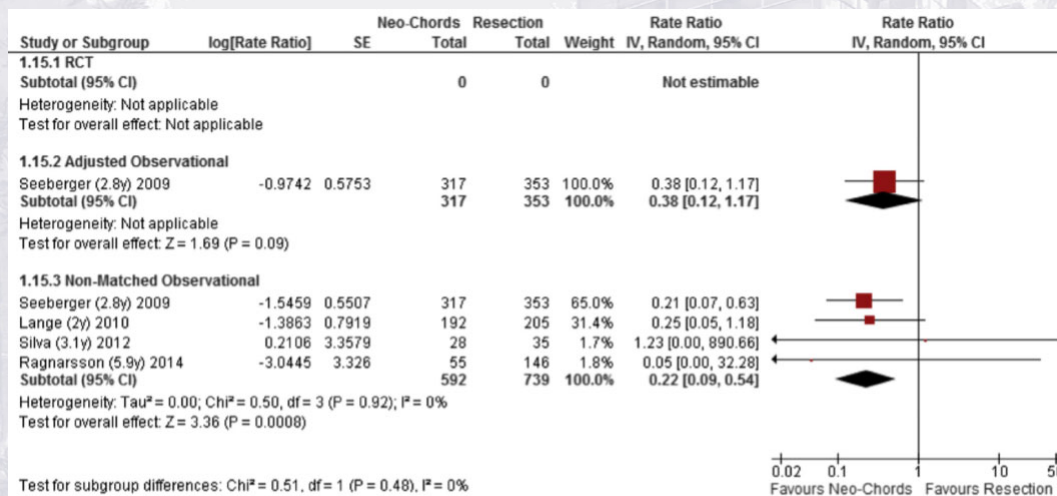 Neo-Chords Resection Rate Ratio Rate Ratio
Study or Subgroup log[Rate Ratio] SE Total Total Weight IV, Random, 95% CI IV, Random, 95% CI
1.15.1 RCT
Subtotal (95% CI) 0 0 Not estimable
Heterogeneity: Not applicable
Test for overall effect: Not applicable
1.15.2 Adjusted Observational
Seeberger (2.8y) 2009 -0.9742 0.5753 317 353 100.0% 0.38 [0.12, 1.17]
Subtotal (95% CI) 317 353 100.0% 0.38 [0.12, 1.17]
Heterogeneity: Not applicable
Test for overall effect: Z = 1.69 (P = 0.09)
1.15.3 Non-Matched Observational
Seeberger (2.8y) 2009 -1.5459 0.5507 317 353 65.0% 0.21 [0.07, 0.63]
Lange (2y) 2010 -1.3863 0.7919 192 205 31.4% 0.25 [0.05, 1.18]
Silva (3.1y) 2012 0.2106 3.3579 28 35 1.7% 1.23 [0.00, 890.66]
Ragnarsson (5.9y) 2014 -3.0445 3.326 55 146 1.8% 0.05 [0.00, 32.28]
Subtotal (95% CI) 592 739 100.0% 0.22 [0.09, 0.54]
Heterogeneity: Tau² = 0.00; Chi² = 0.50, df = 3 (P = 0.92); I² = 0%
Test for overall effect: Z = 3.36 (P = 0.0008)
0.02 0.1 1 10 5
Test for subgroup differences: Chi² = 0.51, df = 1 (P = 0.48), I² = 0% Favours Neo-Chords Favours Resection